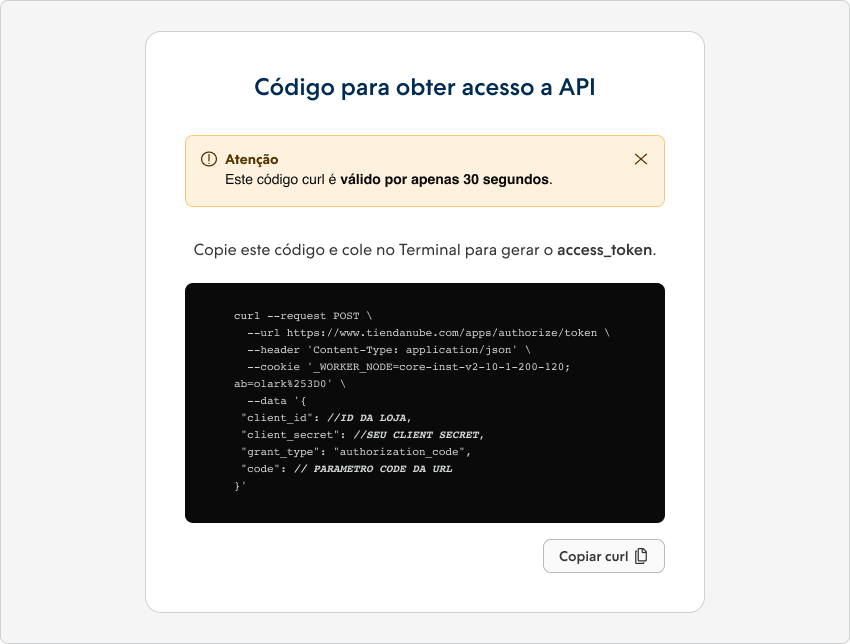 Código para obter acesso a API
Atenção
Este código curl é válido por apenas 30 segundos.
Copie este código e cole no Terminal para gerar o access_token.
curl --request POST \
--url https://www.tiendanube.com/apps/authorize/token \
--header 'Content-Type: application/json' \
--cookie '_WORKER_NODE=core-inst-v2-10-1-200-120;
ab=olark%253D0' \
--data '{
"client_id": //ID DA LOJA,
"client_secret": //SEU CLIENT SECRET,
"grant_type": "authorization_code",
"code": // PARAMETRO CODE DA URL
}'
Copiar curl